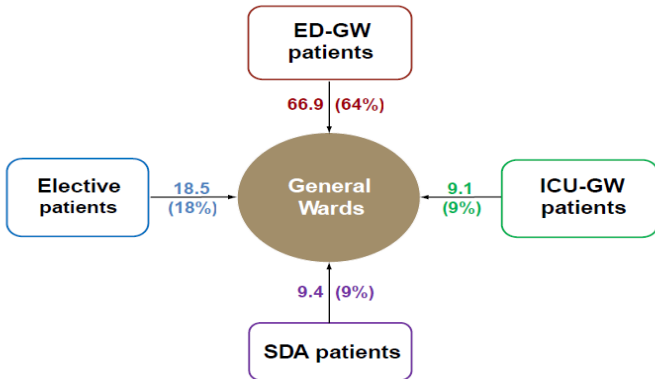 ED-GW
patients
66.9 (64%)
Elective
patients
18.5
(18%)
General
Wards
9.1
(9%)
ICU-GW
patients
9.4 (9%)
SDA patients